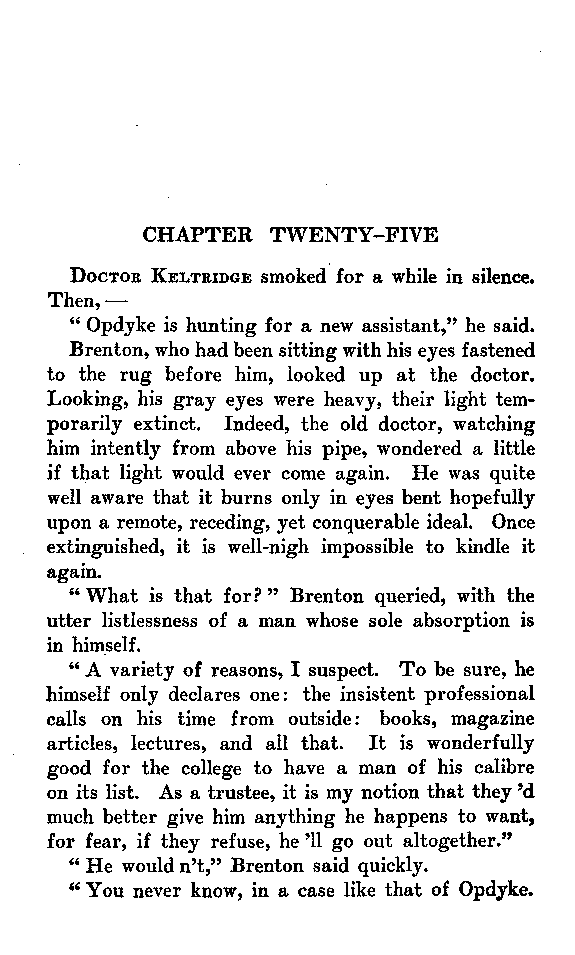 CHAPTER TWENTY-FIVE
DOCTOR KELTRIDGE smoked for a while in silence.
Then, —
" Opdyke is hunting for a new assistant," he said.
Brenton, who had been sitting with his eyes fastened
to the rug before him, looked up at the doctor.
Looking, his gray eyes were heavy, their light tem-
porarily extinct. Indeed, the old doctor, watching
him intently from above his pipe, wondered a little
if that light would ever come again. He was quite
well aware that it burns only in eyes bent hopefully
upon a remote, receding, yet conquerable ideal. Once
extinguished, it is well-nigh impossible to kindle it
again.
" What is that for? " Brenton queried, with the
utter listlessness of a man whose sole absorption is
in himself.
" A variety of reasons, I suspect. To be sure, he
himself only declares one: the insistent professional
calls on his time from outside: books, magazine
articles, lectures, and all that. It is wonderfully
good for the college to have a man of his calibre
on its list. As a trustee, it is my notion that they 'd
much better give him anything he happens to want,
for fear, if they refuse, he 'll go out altogether."
" He would n't," Brenton said quickly.
" You never know, in a case like that of Opdyke.